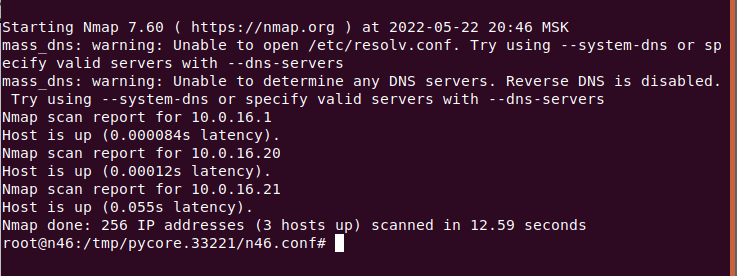 Starting Nmap 7.60 ( https://nmap.org ) at 2022-05-22 20:46 MSK
mass_dns: warning: Unable to open /etc/resolv.conf. Try using --system-dns or sp
ecify valid servers with --dns-servers
mass_dns: warning: Unable to determine any DNS servers. Reverse DNS is disabled.
 Try using --system-dns or specify valid servers with --dns-servers
Nmap scan report for 10.0.16.1
Host is up (0.000084s latency).
Nmap scan report for 10.0.16.20
Host is up (0.00012s latency).
Nmap scan report for 10.0.16.21
Host is up (0.055s latency).
Nmap done: 256 IP addresses (3 hosts up) scanned in 12.59 seconds
root@n46:/tmp/pycore.33221/n46.conf#